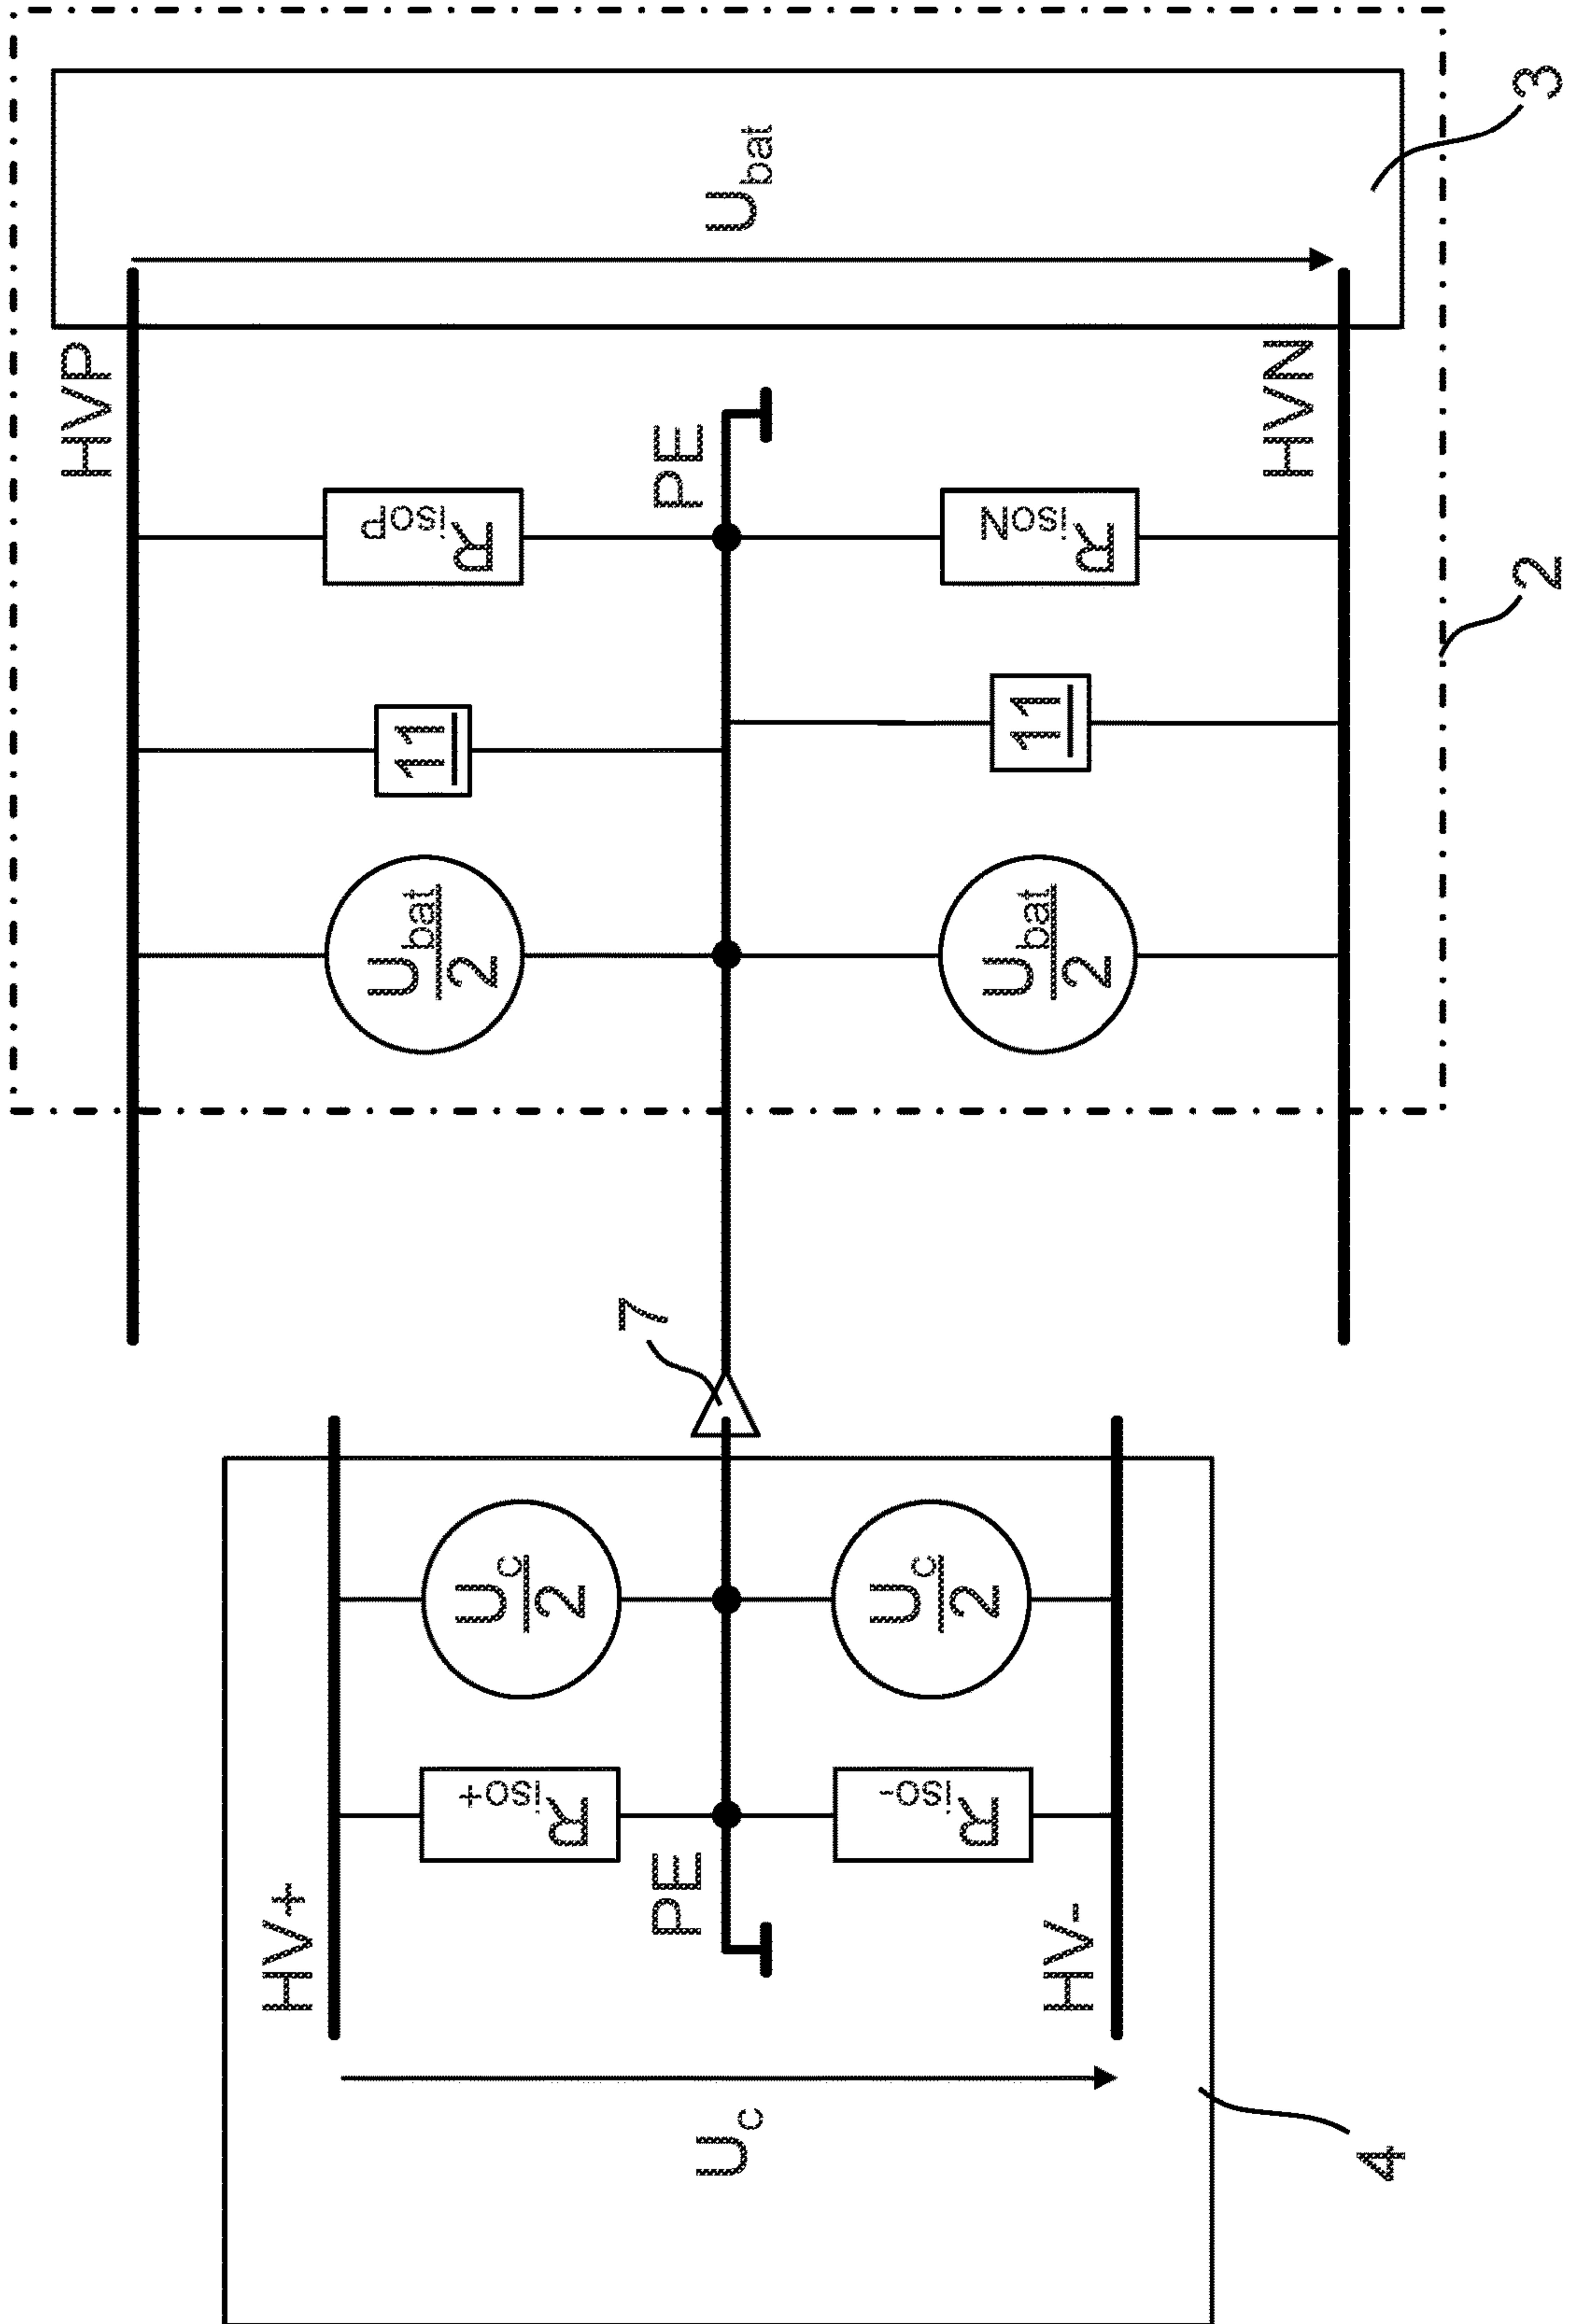 HVP
U_bat
3
R_isoP
PE
R_isoN
HVN
11
11
2
U_bat
2
U_bat
2
7
HV+
U_c
2
U_c
2
R_iso+
PE
R_iso-
HV-
U_c
4